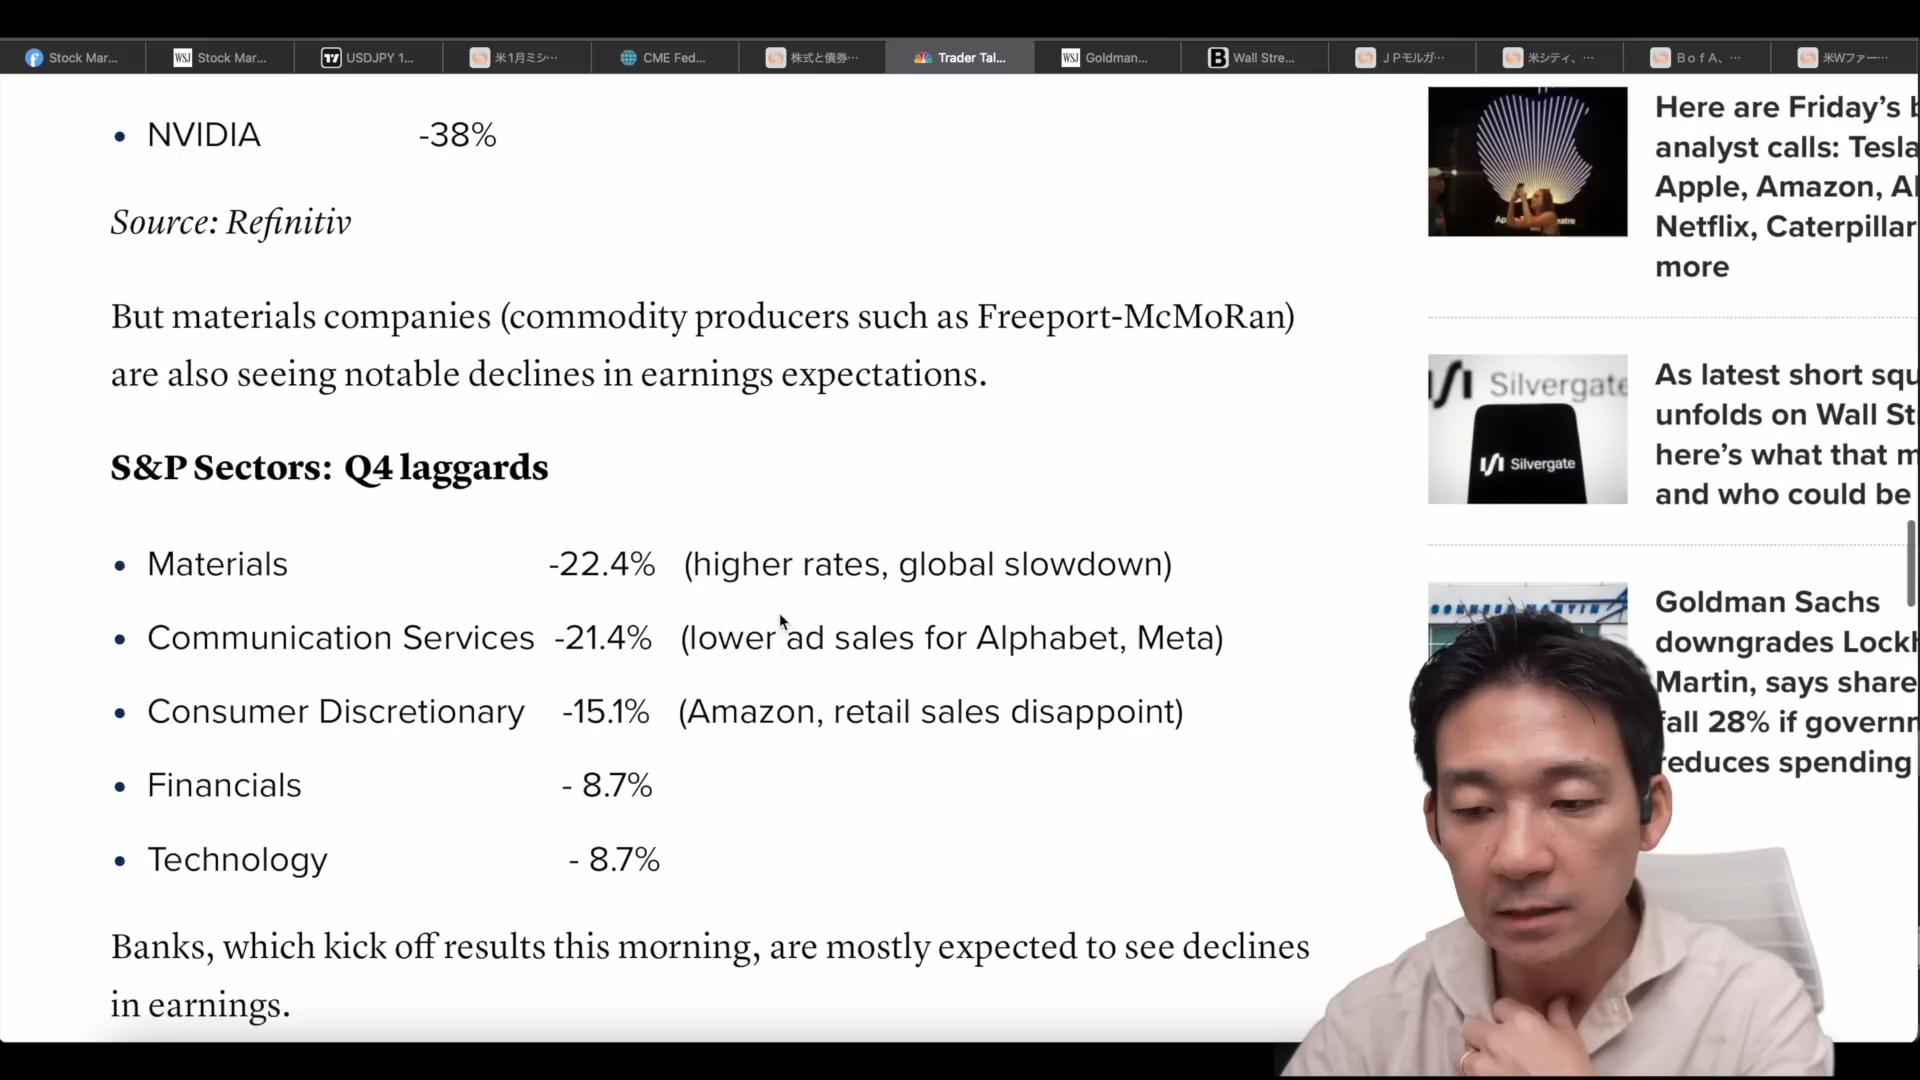 Stock Mar...
Stock Mar...
USDJPY 1...
米1月ミシ…
CME Fed...
株式と債券…
Trader Tal...
Goldman...
Wall Stre...
JPモルガ…
米シティ、…
BofA、…
米Wファー…
NVIDIA -38%
Source: Refinitiv
But materials companies (commodity producers such as Freeport-McMoRan)
are also seeing notable declines in earnings expectations.
S&P Sectors: Q4 laggards
Materials -22.4% (higher rates, global slowdown)
Communication Services -21.4% (lower ad sales for Alphabet, Meta)
Consumer Discretionary -15.1% (Amazon, retail sales disappoint)
Financials - 8.7%
Technology - 8.7%
Banks, which kick off results this morning, are mostly expected to see declines
in earnings.
Here are Friday's b
analyst calls: Tesla
Apple, Amazon, Al
Netflix, Caterpillar
more
Silvergate
Silvergate
As latest short squ
unfolds on Wall St
here's what that m
and who could be
Goldman Sachs
downgrades Lockh
Martin, says share
fall 28% if governm
reduces spending